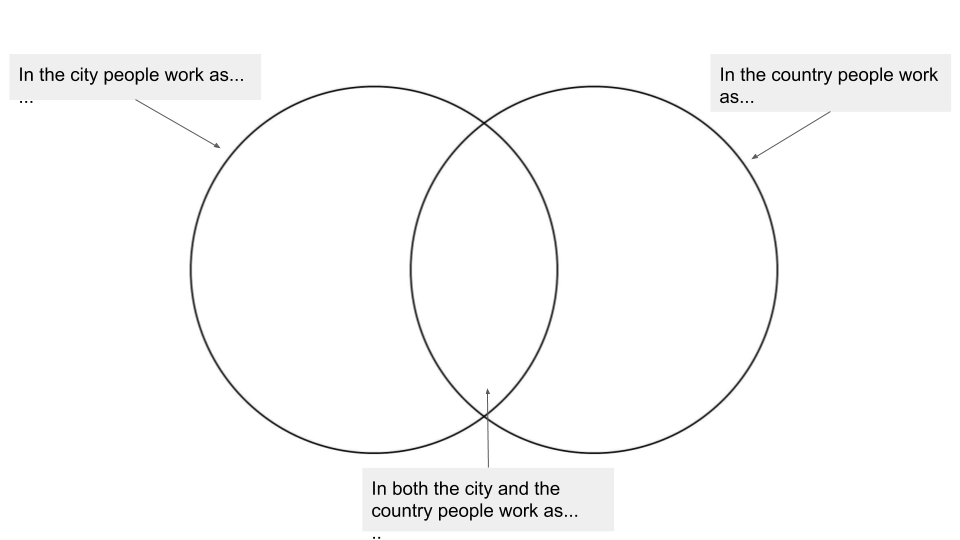 In the city people work as...
...
In the country people work
as...
In both the city and the
country people work as...
..